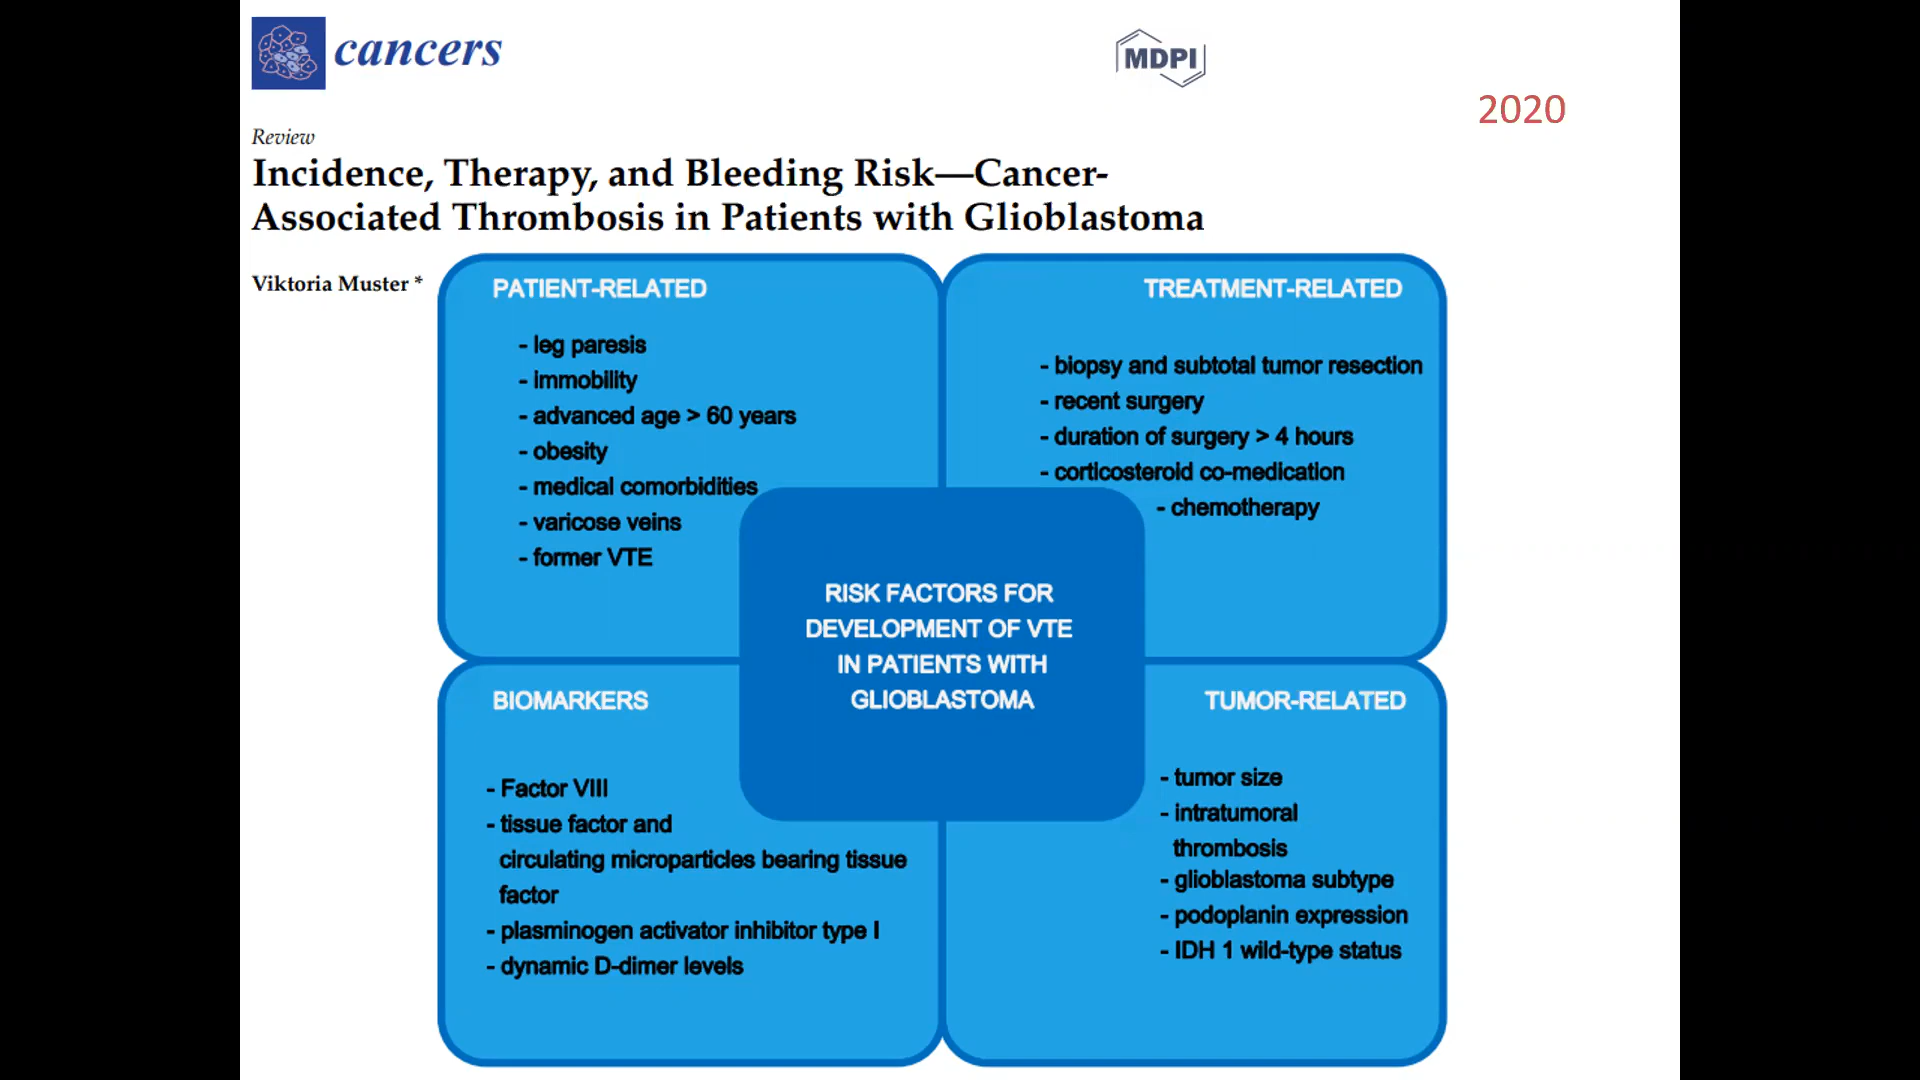 cancers
MDPI
2020
Review
Incidence, Therapy, and Bleeding Risk—Cancer-
Associated Thrombosis in Patients with Glioblastoma
Viktoria Muster *
PATIENT-RELATED
- leg paresis
- immobility
- advanced age > 60 years
- obesity
- medical comorbidities
- varicose veins
- former VTE
TREATMENT-RELATED
- biopsy and subtotal tumor resection
- recent surgery
- duration of surgery > 4 hours
- corticosteroid co-medication
- chemotherapy
RISK FACTORS FOR
DEVELOPMENT OF VTE
IN PATIENTS WITH
GLIOBLASTOMA
BIOMARKERS
- Factor VIII
- tissue factor and
circulating microparticles bearing tissue
factor
- plasminogen activator inhibitor type I
- dynamic D-dimer levels
TUMOR-RELATED
- tumor size
- intratumoral
thrombosis
- glioblastoma subtype
- podoplanin expression
- IDH 1 wild-type status